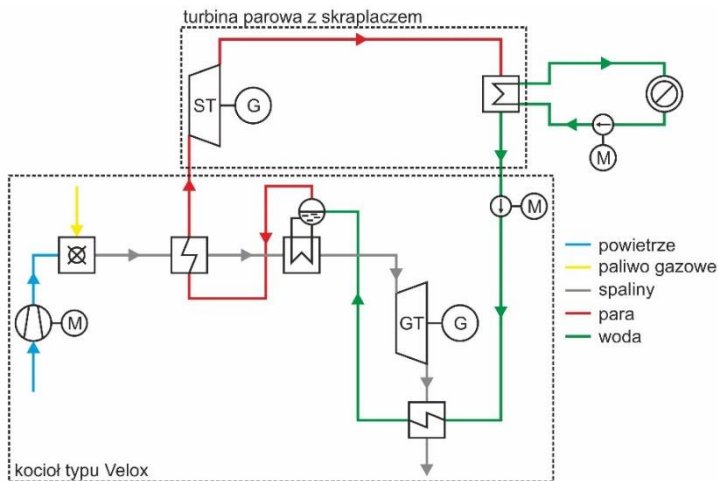 turbina parowa z skraplaczem
ST
G
M
M
powietrze
paliwo gazowe
spaliny
para
woda
M
GT
G
kocioł typu Velox